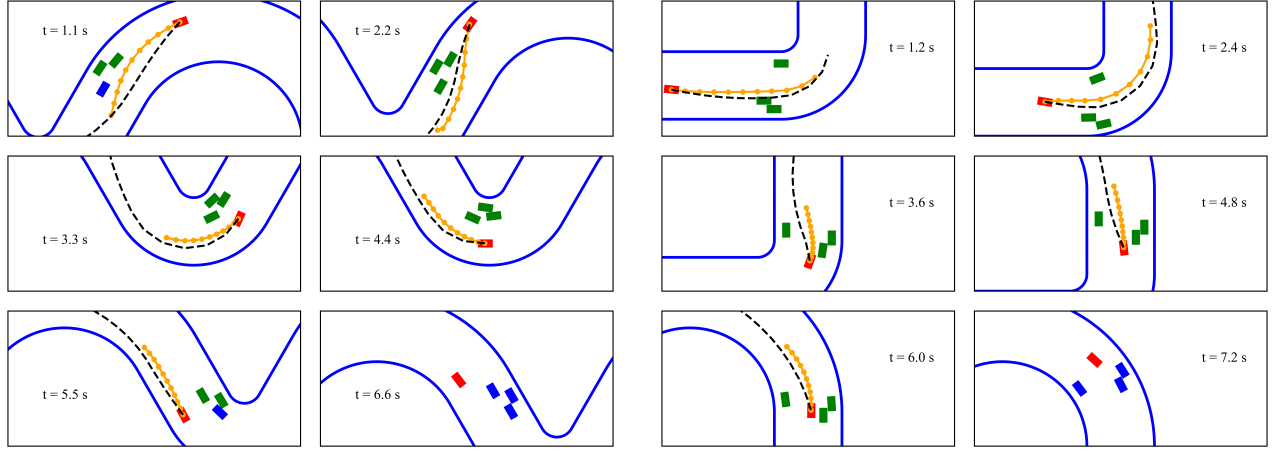 t = 1.1 s
t = 2.2 s
t = 1.2 s
t = 2.4 s
t = 3.3 s
t = 4.4 s
t = 3.6 s
t = 4.8 s
t = 5.5 s
t = 6.6 s
t = 6.0 s
t = 7.2 s